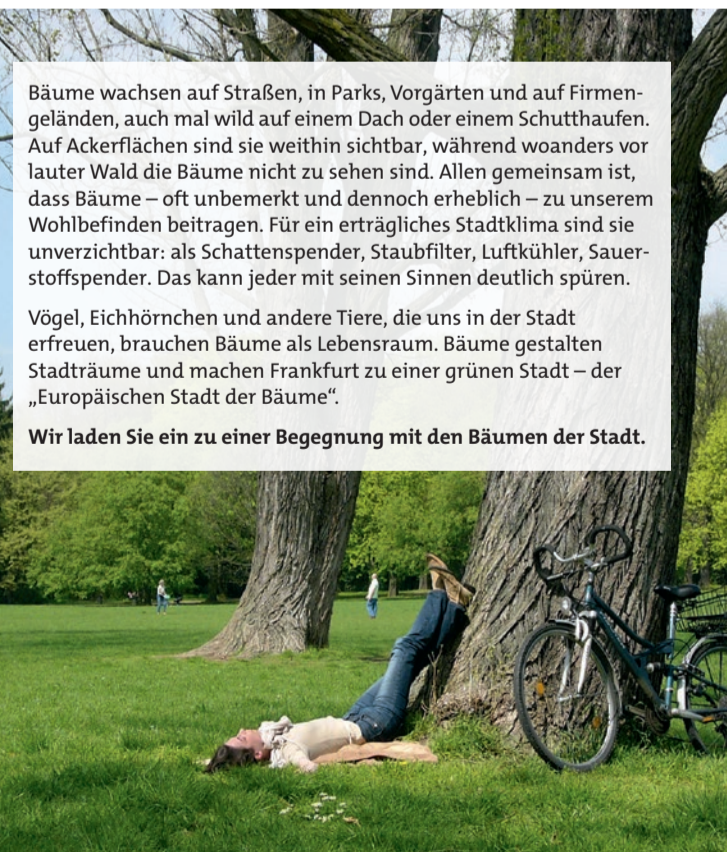 Bäume wachsen auf Straßen, in Parks, Vorgärten und auf Firmen-
geländen, auch mal wild auf einem Dach oder einem Schutthaufen.
Auf Ackerflächen sind sie weithin sichtbar, während woanders vor
lauter Wald die Bäume nicht zu sehen sind. Allen gemeinsam ist,
dass Bäume – oft unbemerkt und dennoch erheblich – zu unserem
Wohlbefinden beitragen. Für ein erträgliches Stadtklima sind sie
unverzichtbar: als Schattenspender, Staubfilter, Luftkühler, Sauer-
stoffspender. Das kann jeder mit seinen Sinnen deutlich spüren.
Vögel, Eichhörnchen und andere Tiere, die uns in der Stadt
erfreuen, brauchen Bäume als Lebensraum. Bäume gestalten
Stadträume und machen Frankfurt zu einer grünen Stadt – der
„Europäischen Stadt der Bäume“.
Wir laden Sie ein zu einer Begegnung mit den Bäumen der Stadt.